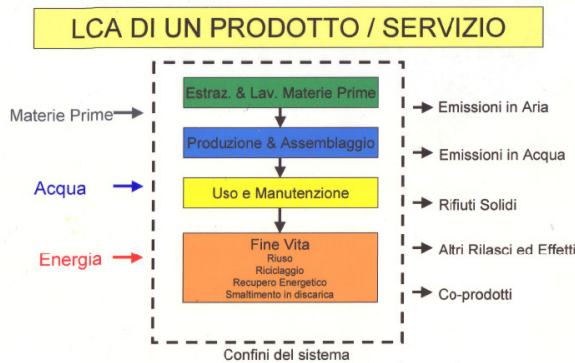 LCA DI UN PRODOTTO / SERVIZIO
Materie Prime
Acqua
Energia
Estraz. & Lav. Materie Prime
Produzione & Assemblaggio
Uso e Manutenzione
Fine Vita
Riuso
Riciclaggio
Recupero Energetico
Smaltimento in discarica
Emissioni in Aria
Emissioni in Acqua
Rifiuti Solidi
Altri Rilasci ed Effetti
Co-prodotti
Confini del sistema